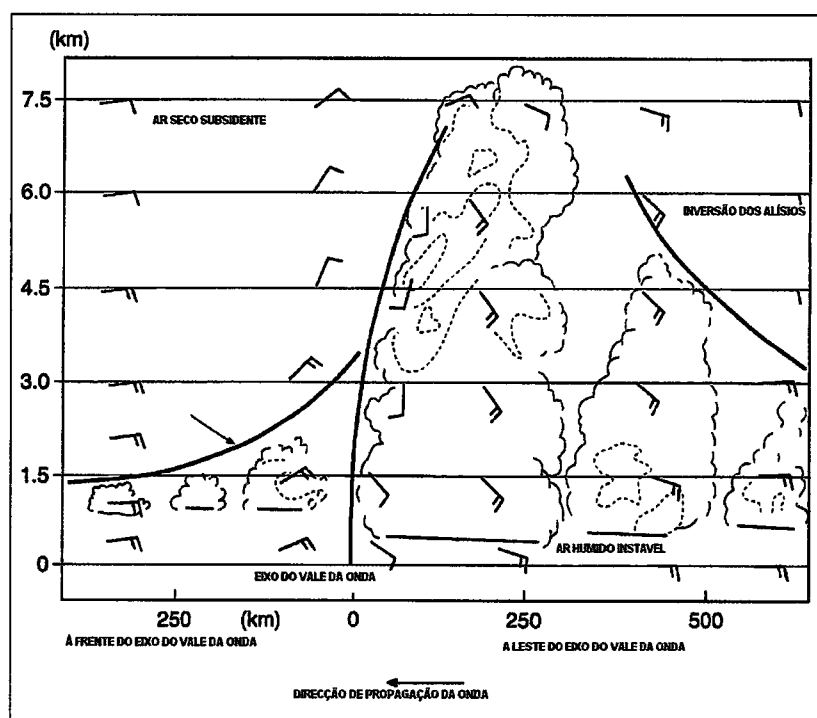 (km)
7.5
AR SECO SUBSIDENTE
6.0
INVERSÃO DOS ALÍSIOS
4.5
3.0
1.5
AR HUMIDO INSTAVEL
0
EIXO DO VALE DA ONDA
250 (km) 0 250 500
À FRENTE DO EIXO DO VALE DA ONDA A LESTE DO EIXO DO VALE DA ONDA
DIRECÇÃO DE PROPAGAÇÃO DA ONDA